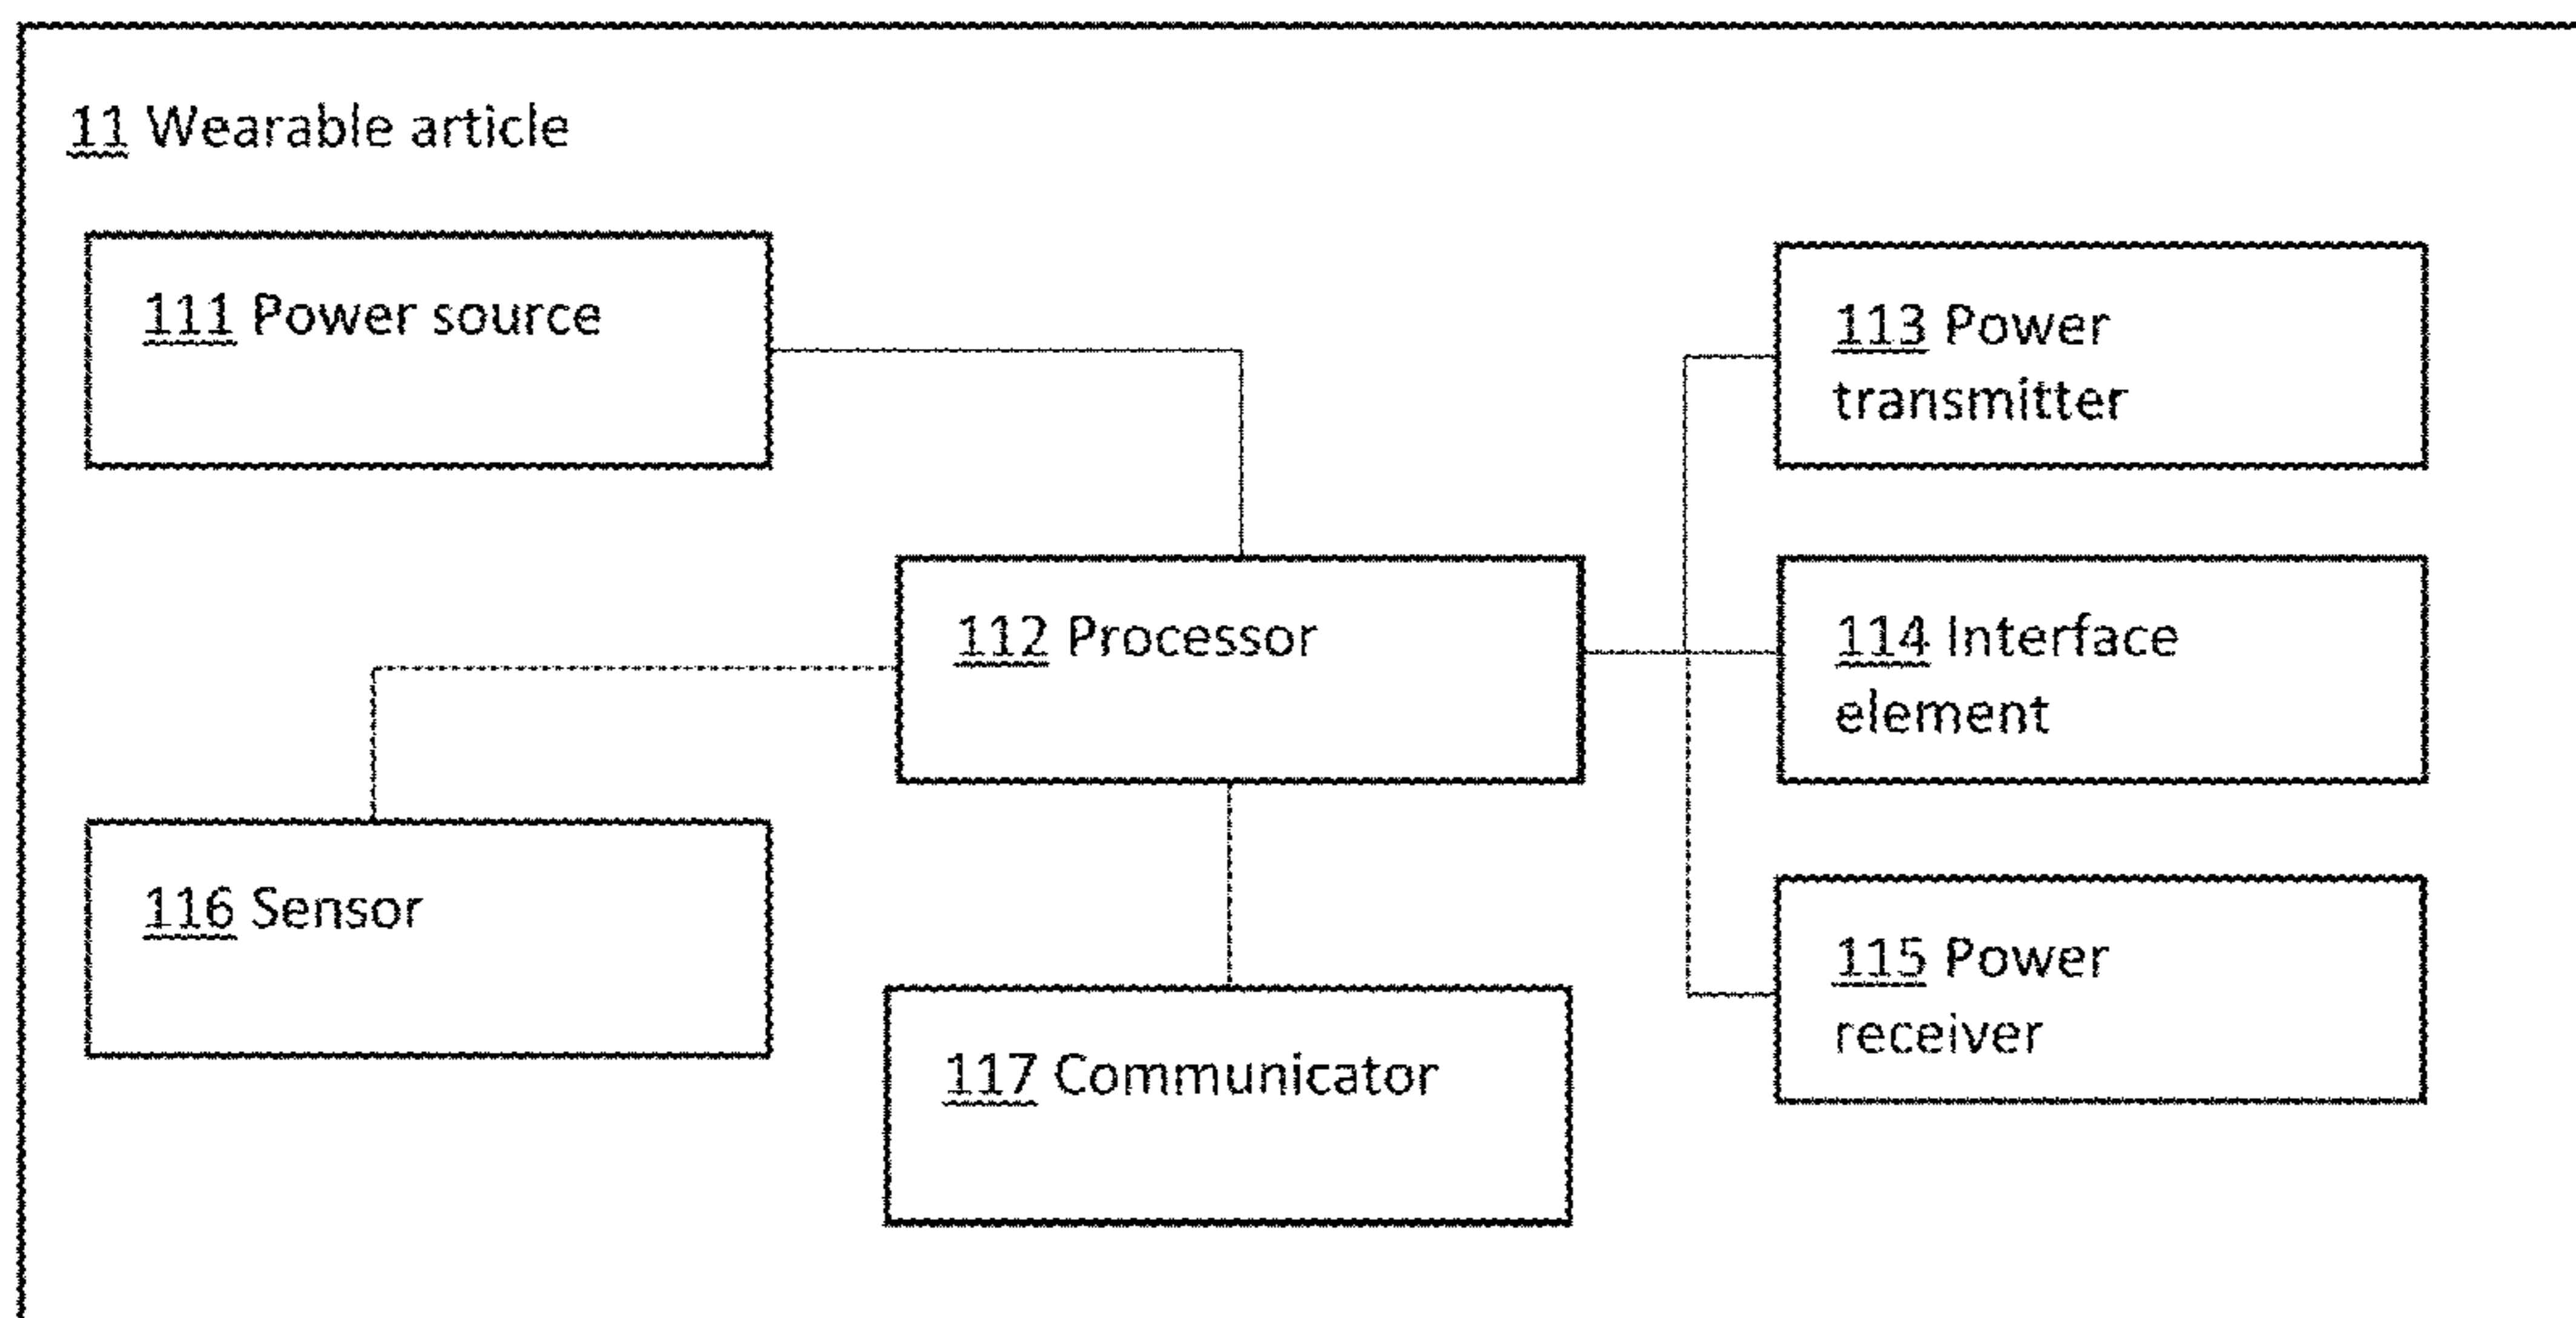 11 Wearable article
111 Power source
113 Power
transmitter
112 Processor
114 Interface
element
116 Sensor
115 Power
receiver
117 Communicator